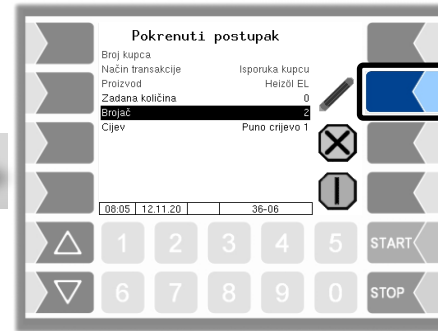 Pokrenuti postupak
Broj kupca
Način transakcije Isporuka kupcu
Proizvod Heizöl EL
Zadana količina 0
Brojač 2
Cijev Puno crijevo 1
08:05 12.11.20 36-06
1 2 3 4 5 START
6 7 8 9 0 STOP